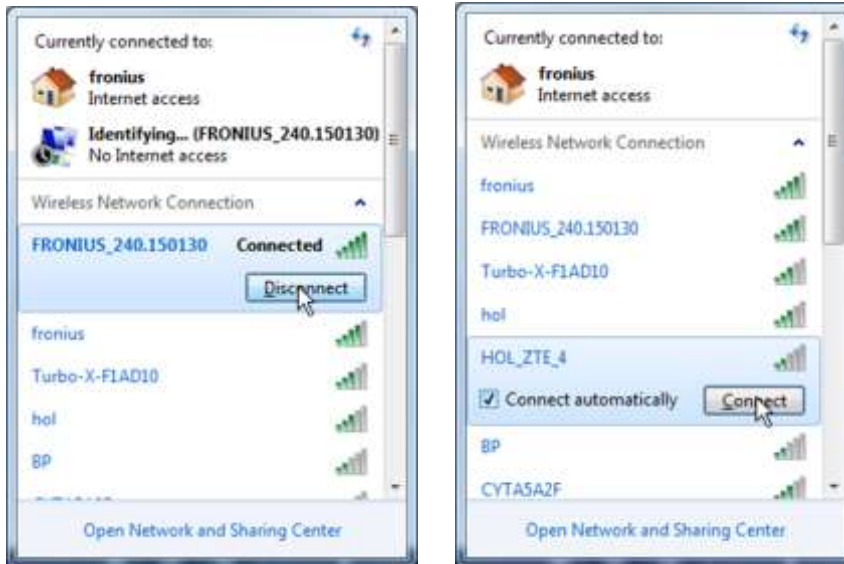 Currently connected to:
fronius
Internet access
Identifying... (FRONIUS_240.150130)
No Internet access
Wireless Network Connection
FRONIUS_240.150130 Connected
Disconnect
fronius
Turbo-X-F1AD10
hol
BP
Open Network and Sharing Center
Currently connected to:
fronius
Internet access
Wireless Network Connection
fronius
FRONIUS_240.150130
Turbo-X-F1AD10
hol
HOL_ZTE_4
Connect automatically Connect
BP
CYTA5A2F
Open Network and Sharing Center